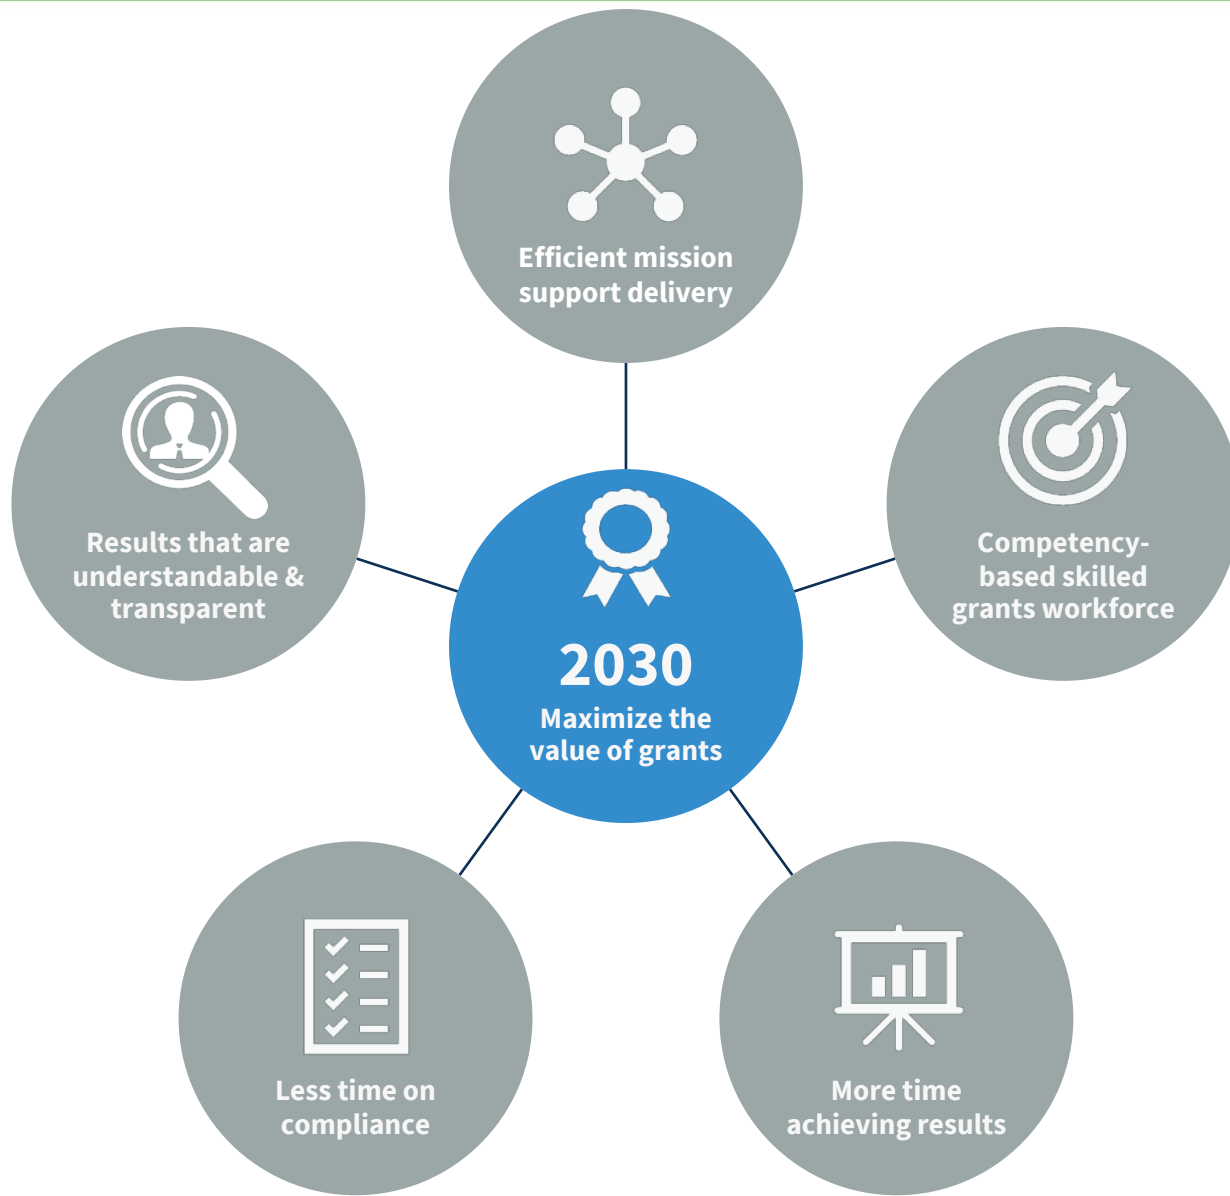 Efficient mission
support delivery
Results that are
understandable &
transparent
Competency-
based skilled
grants workforce
2030
Maximize the
value of grants
Less time on
compliance
More time
achieving results